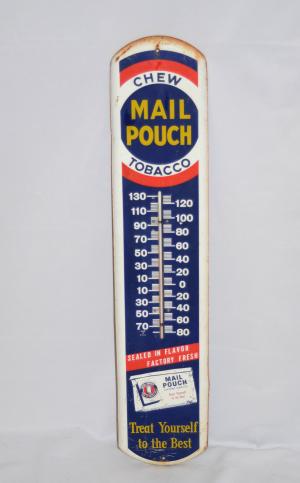 CHEW
MAIL
POUCH
TOBACCO
130 120
110 100
90 80
70 60
50 40
30 20
10 0
10 20
30 40
50 60
70 80
SEALED IN FLAVOR
FACTORY FRESH
MAIL
POUCH
Treat Yourself
to the Best